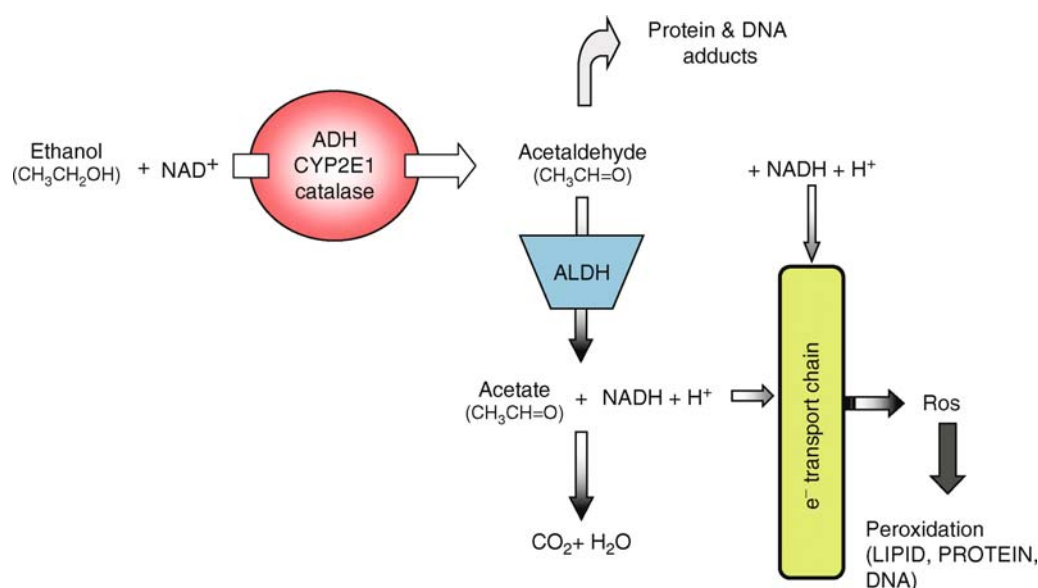 Protein & DNA
adducts
Ethanol
(CH₃CH₂OH)
+ NAD⁺
ADH
CYP2E1
catalase
Acetaldehyde
(CH₃CH=O)
+ NADH + H⁺
ALDH
Acetate
(CH₃CH=O)
+ NADH + H⁺
e⁻ transport chain
Ros
CO₂+ H₂O
Peroxidation
(LIPID, PROTEIN,
DNA)